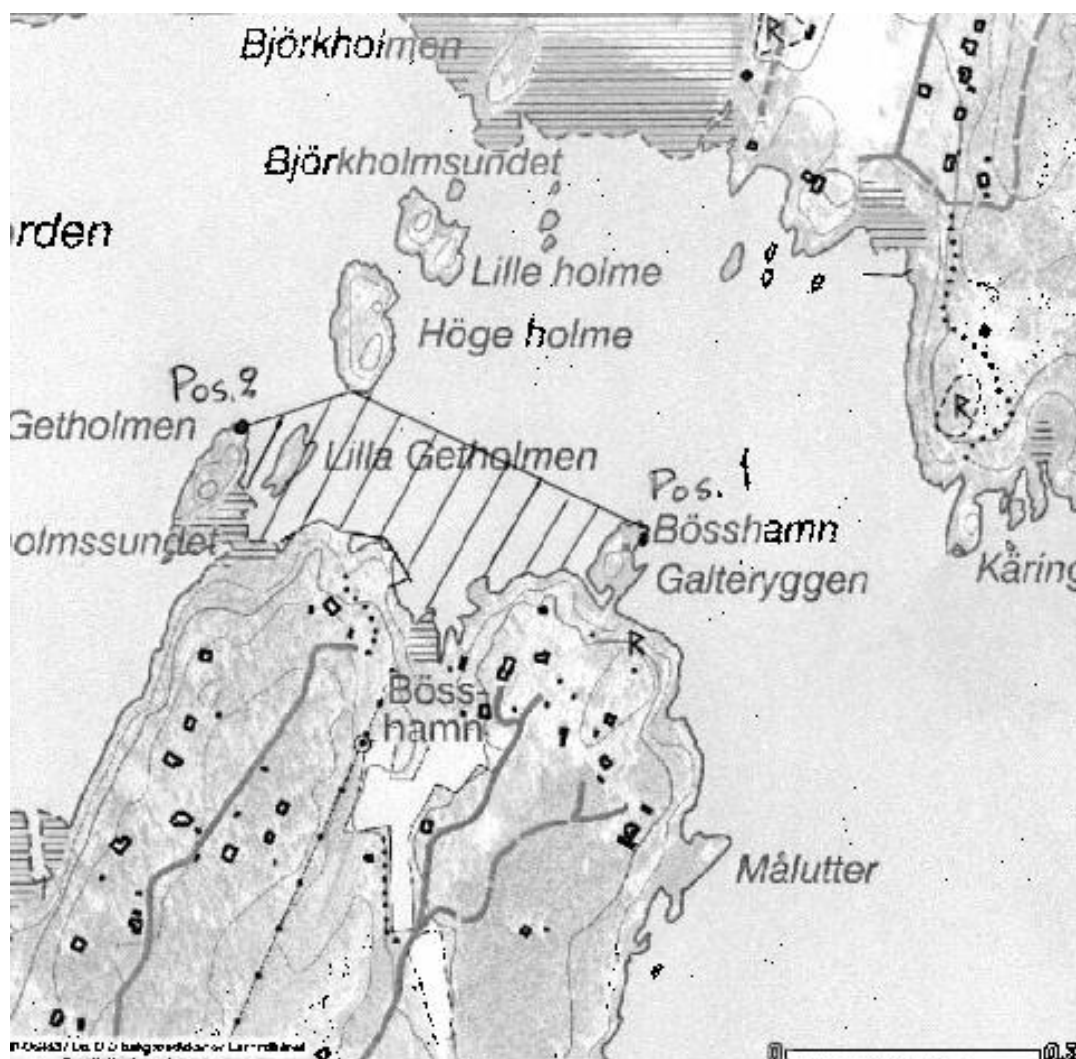 Björkholmen
Björkholmsundet
R
rden
Lille holme
Höge holme
Pos. 2
R
Getholmen
Lilla Getholmen
Pos. 1
Bösshamn
olmssundet
Galteryggen
Käring
R
Böss-
hamn
Målutter
0